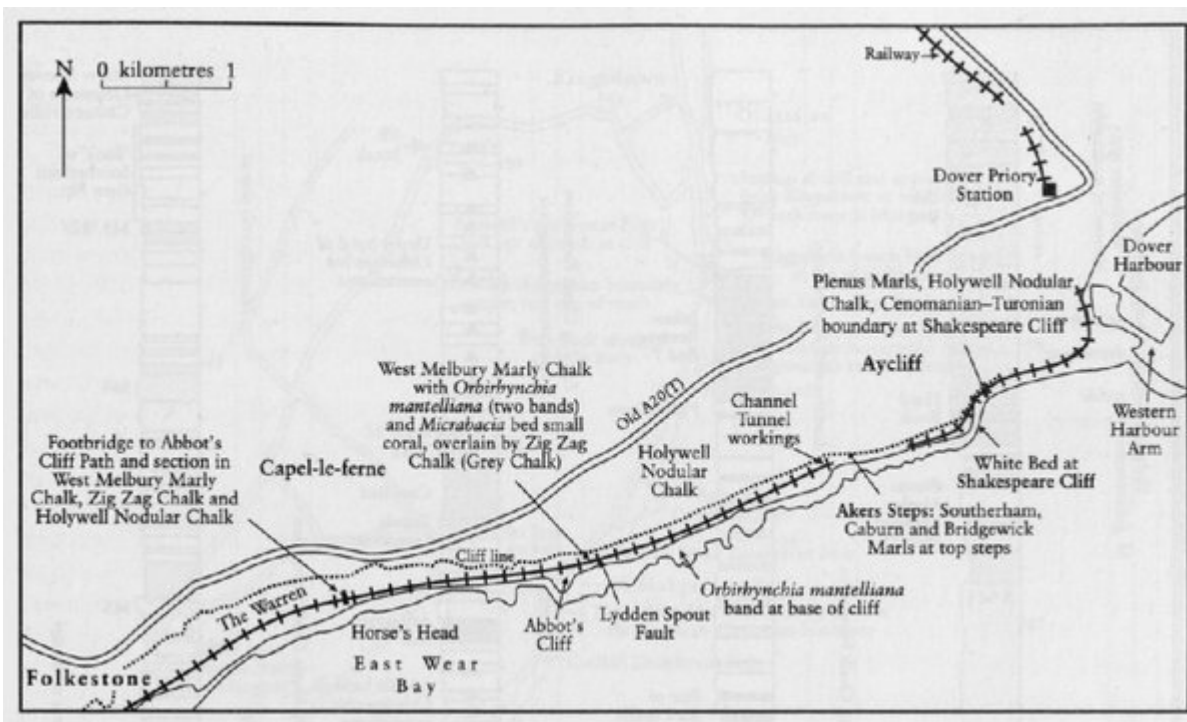 N
0 kilometres 1
Railway
Dover Priory
Station
Dover
Harbour
Plenus Marls, Holywell Nodular
Chalk, Cenomanian–Turonian
boundary at Shakespeare Cliff
Aycliff
West Melbury Marly Chalk
with Orbirhynchia
mantelliana (two bands)
and Micrabacia bed small
coral, overlain by Zig Zag
Chalk (Grey Chalk)
Old A20(T)
Channel
Tunnel
workings
Western
Harbour
Arm
Footbridge to Abbot's
Cliff Path and section in
West Melbury Marly
Chalk, Zig Zag Chalk and
Holywell Nodular Chalk
Capel-le-ferne
Holywell
Nodular
Chalk
White Bed at
Shakespeare Cliff
Akers Steps: Southerham,
Caburn and Bridgewick
Marls at top steps
Cliff line
The Warren
Orbirhynchia mantelliana
band at base of cliff
Lydden Spout
Fault
Abbot's
Cliff
Horse's Head
East Wear
Bay
Folkestone